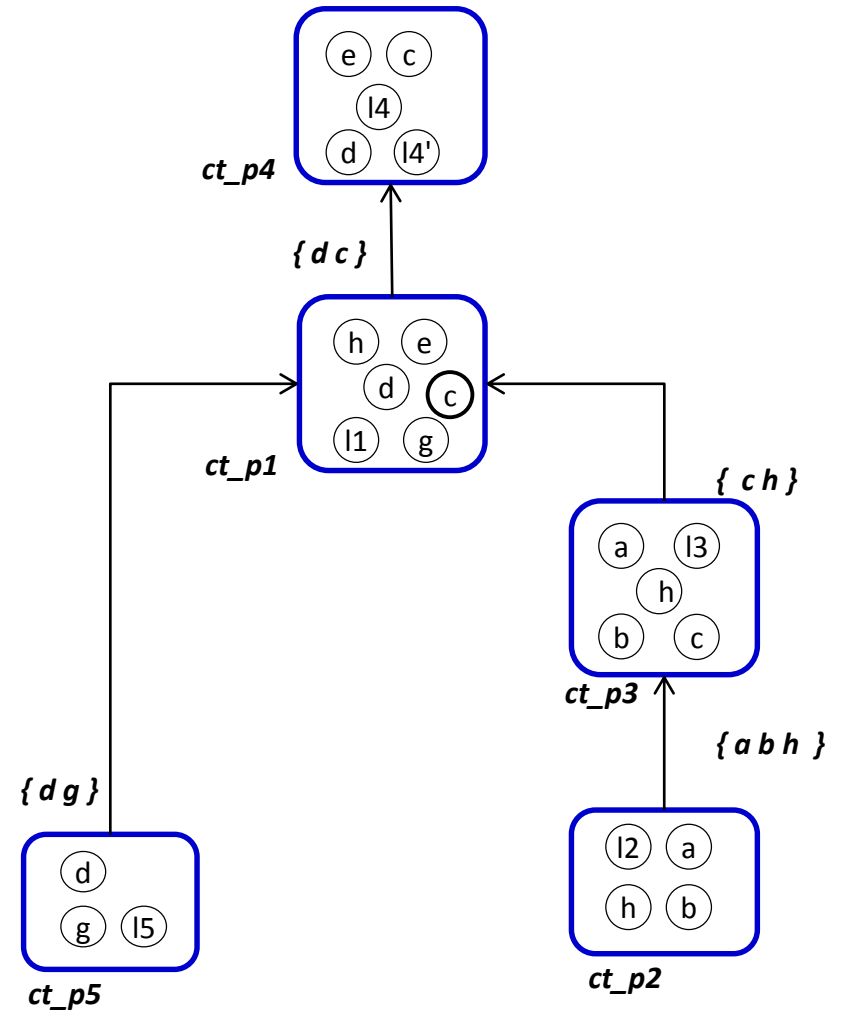 e c
l4
d l4'
ct_p4
{ d c }
h e
d c
l1 g
ct_p1
{ c h }
a l3
h
b c
ct_p3
{ a b h }
{ d g }
l2 a
d
h b
g l5
ct_p2
ct_p5